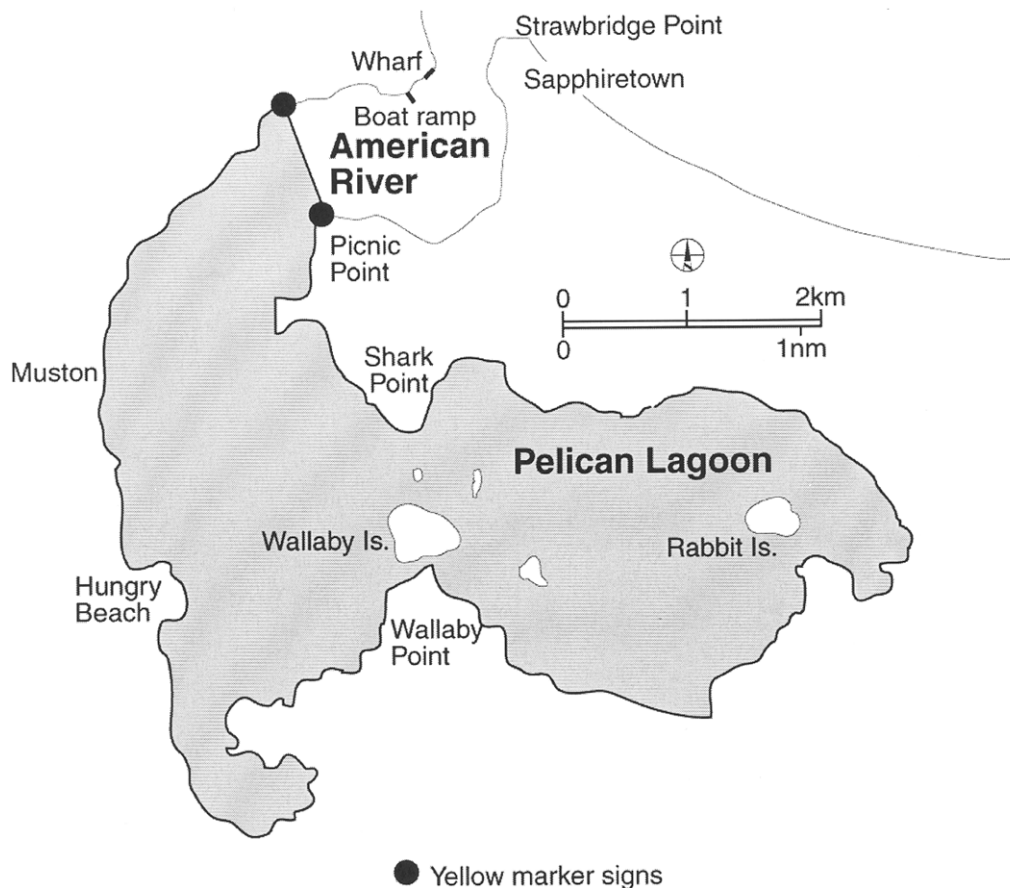 Strawbridge Point
Wharf
Sapphiretown
Boat ramp
American
River
Picnic
Point
N
0 1 2km
0 1nm
Shark
Point
Muston
Pelican Lagoon
Wallaby Is.
Rabbit Is.
Hungry
Beach
Wallaby
Point
Yellow marker signs